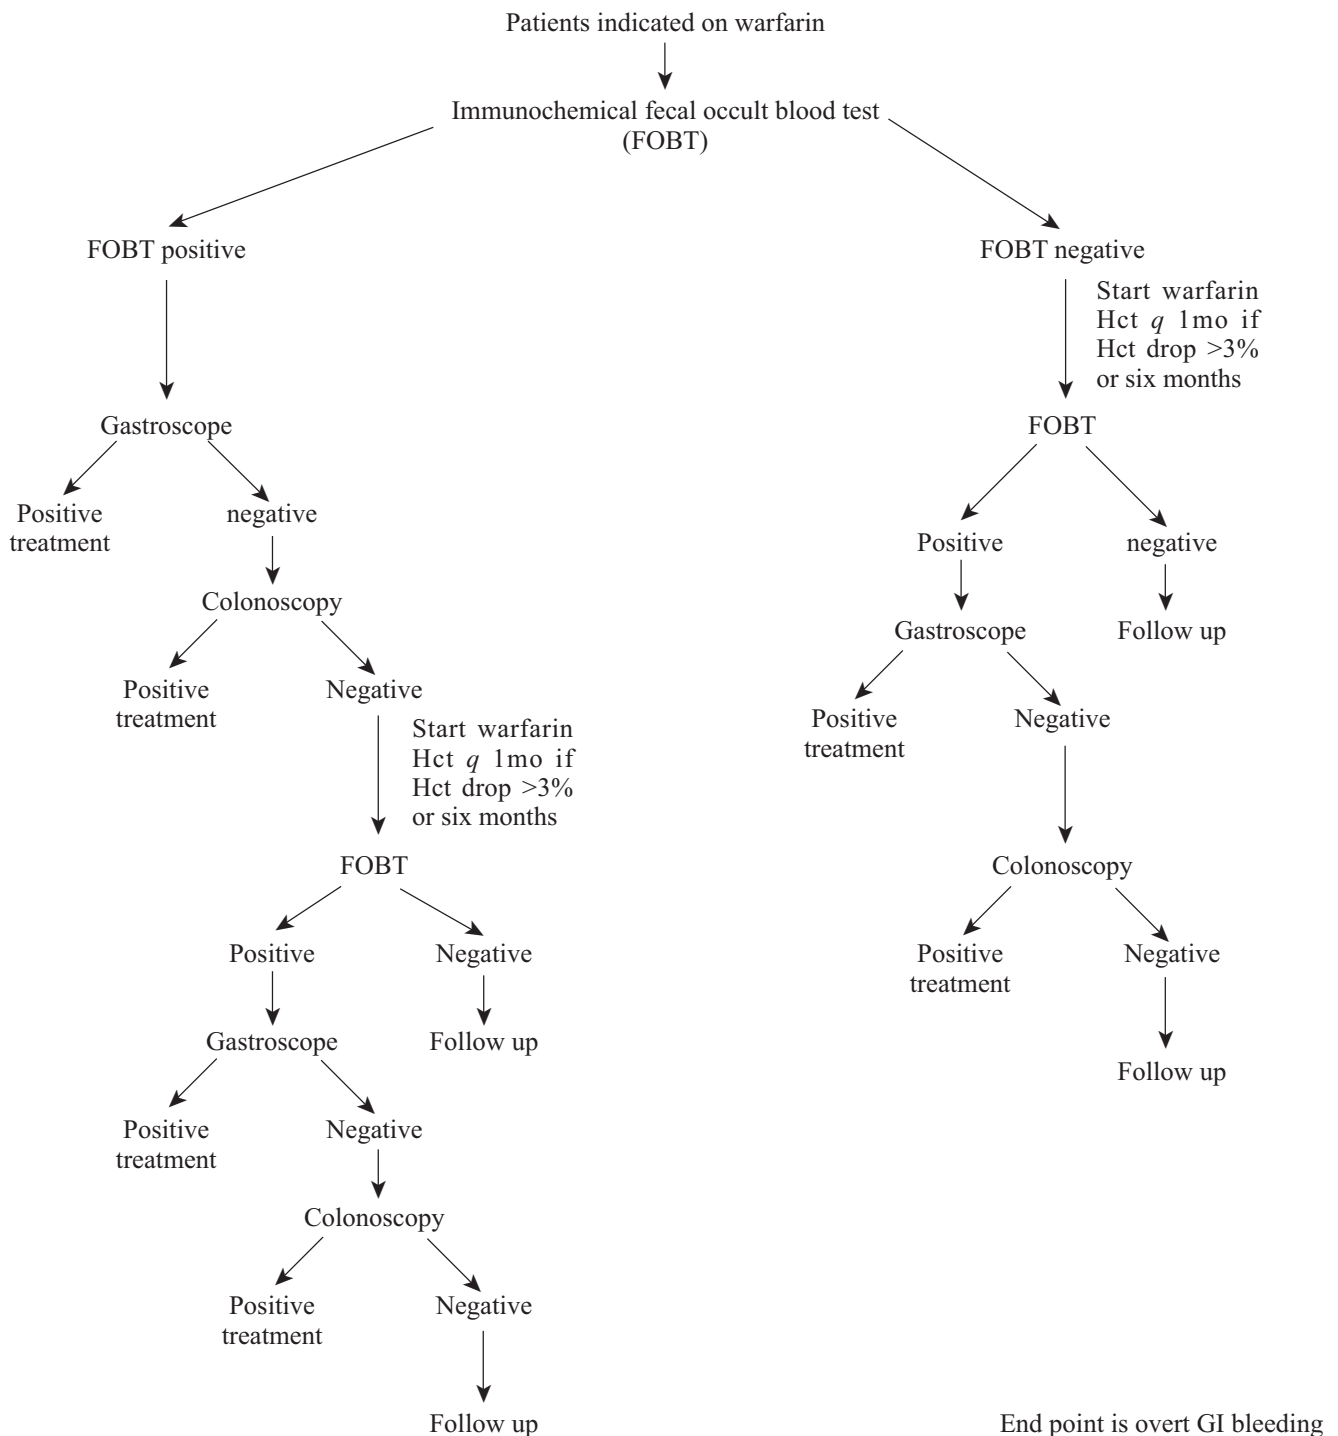 Patients indicated on warfarin
Immunochemical fecal occult blood test
(FOBT)
FOBT positive
FOBT negative
Start warfarin
Hct q 1mo if
Hct drop >3%
or six months
Gastroscope
FOBT
Positive
treatment
negative
Positive
negative
Colonoscopy
Gastroscope
Follow up
Positive
treatment
Negative
Positive
treatment
Negative
Start warfarin
Hct q 1mo if
Hct drop >3%
or six months
FOBT
Colonoscopy
Positive
Negative
Positive
treatment
Negative
Gastroscope
Follow up
Follow up
Positive
treatment
Negative
Colonoscopy
Positive
treatment
Negative
Follow up
End point is overt GI bleeding